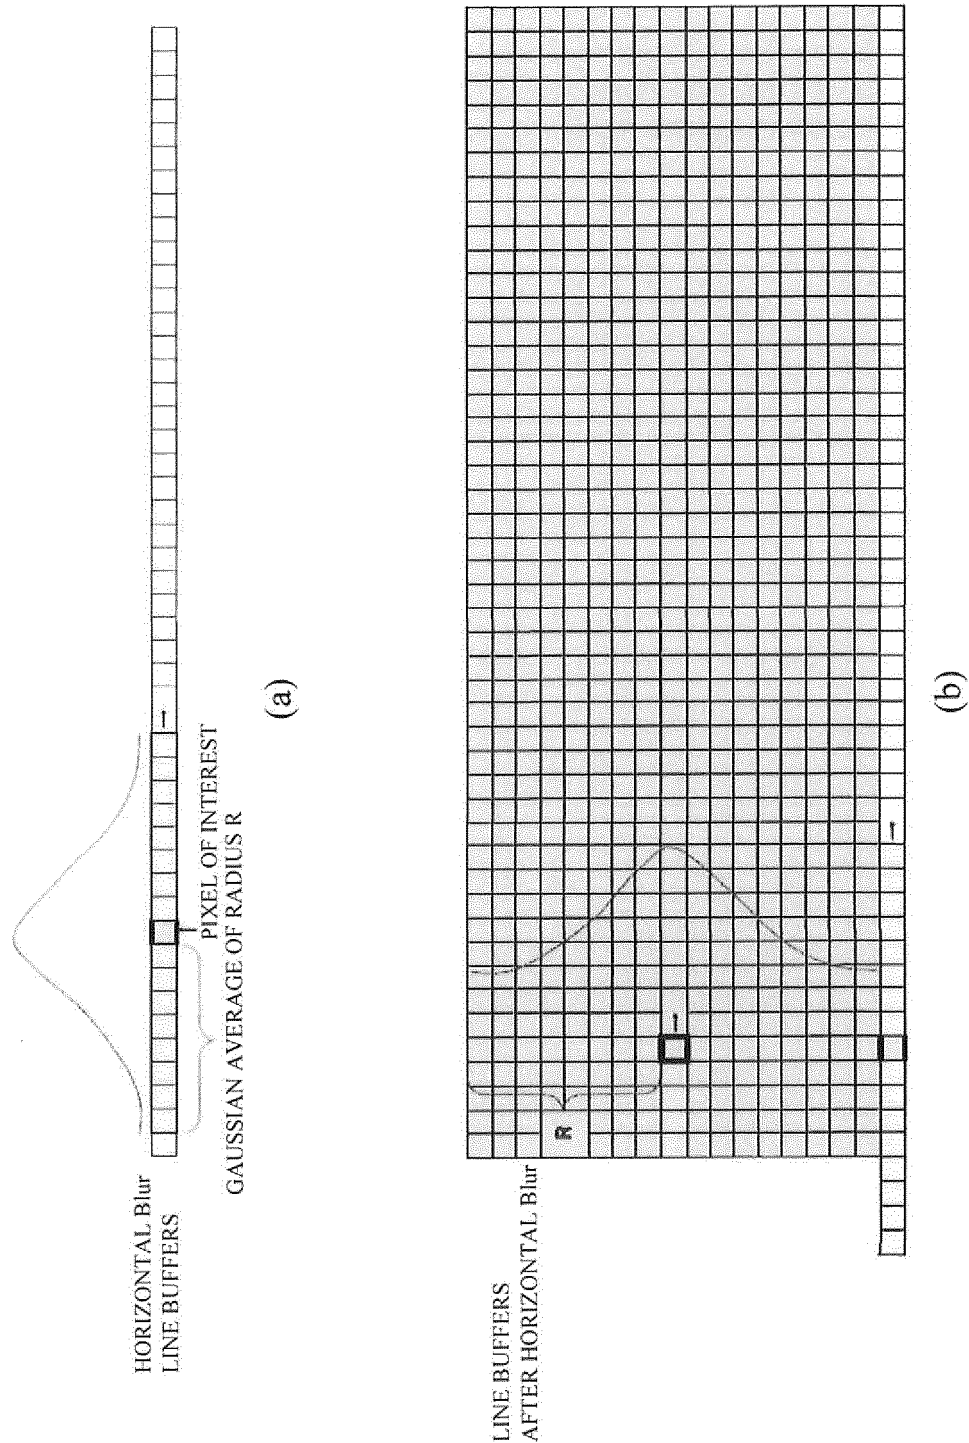 HORIZONTAL Blur
LINE BUFFERS
PIXEL OF INTEREST
GAUSSIAN AVERAGE OF RADIUS R
(a)
LINE BUFFERS
AFTER HORIZONTAL Blur
R
(b)